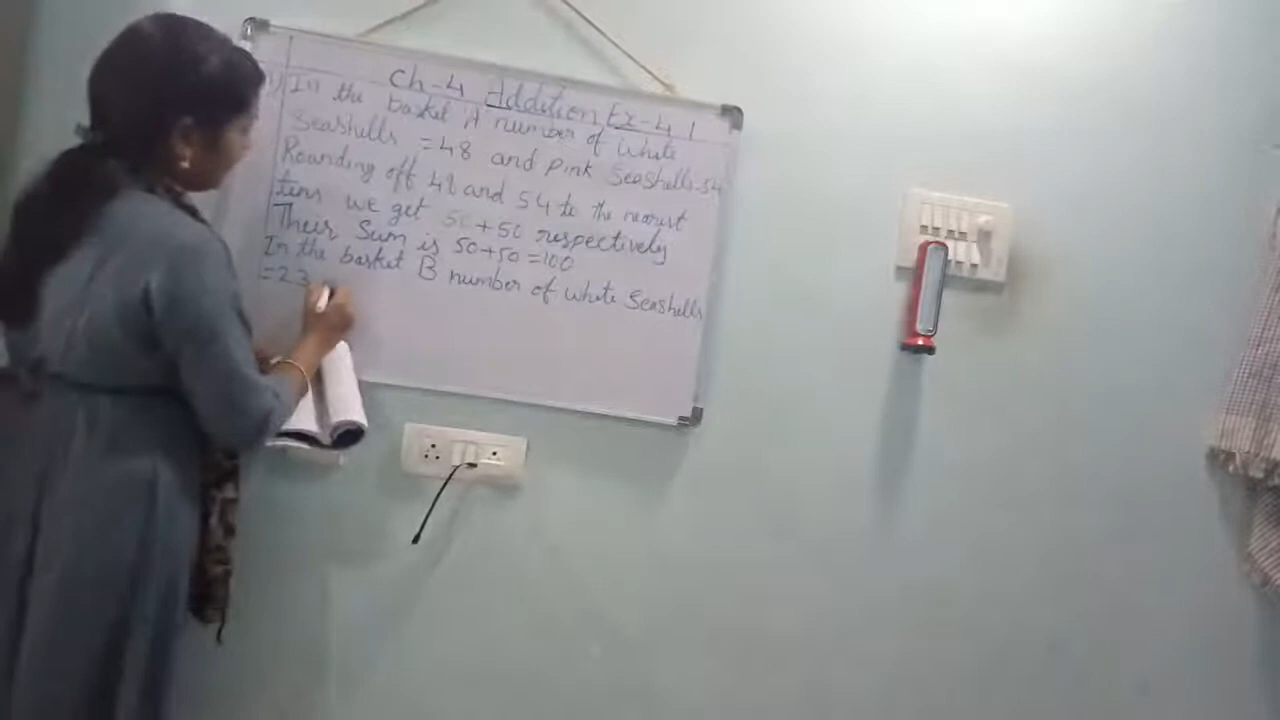 Ch-4 Addition Ex-4.1
1) In the basket A number of white
Seashells =48 and pink Seashells-54
Rounding off 48 and 54 to the nearest
tens we get 50+50 respectively
Their Sum is 50+50=100
In the basket B number of white Seashells
=23